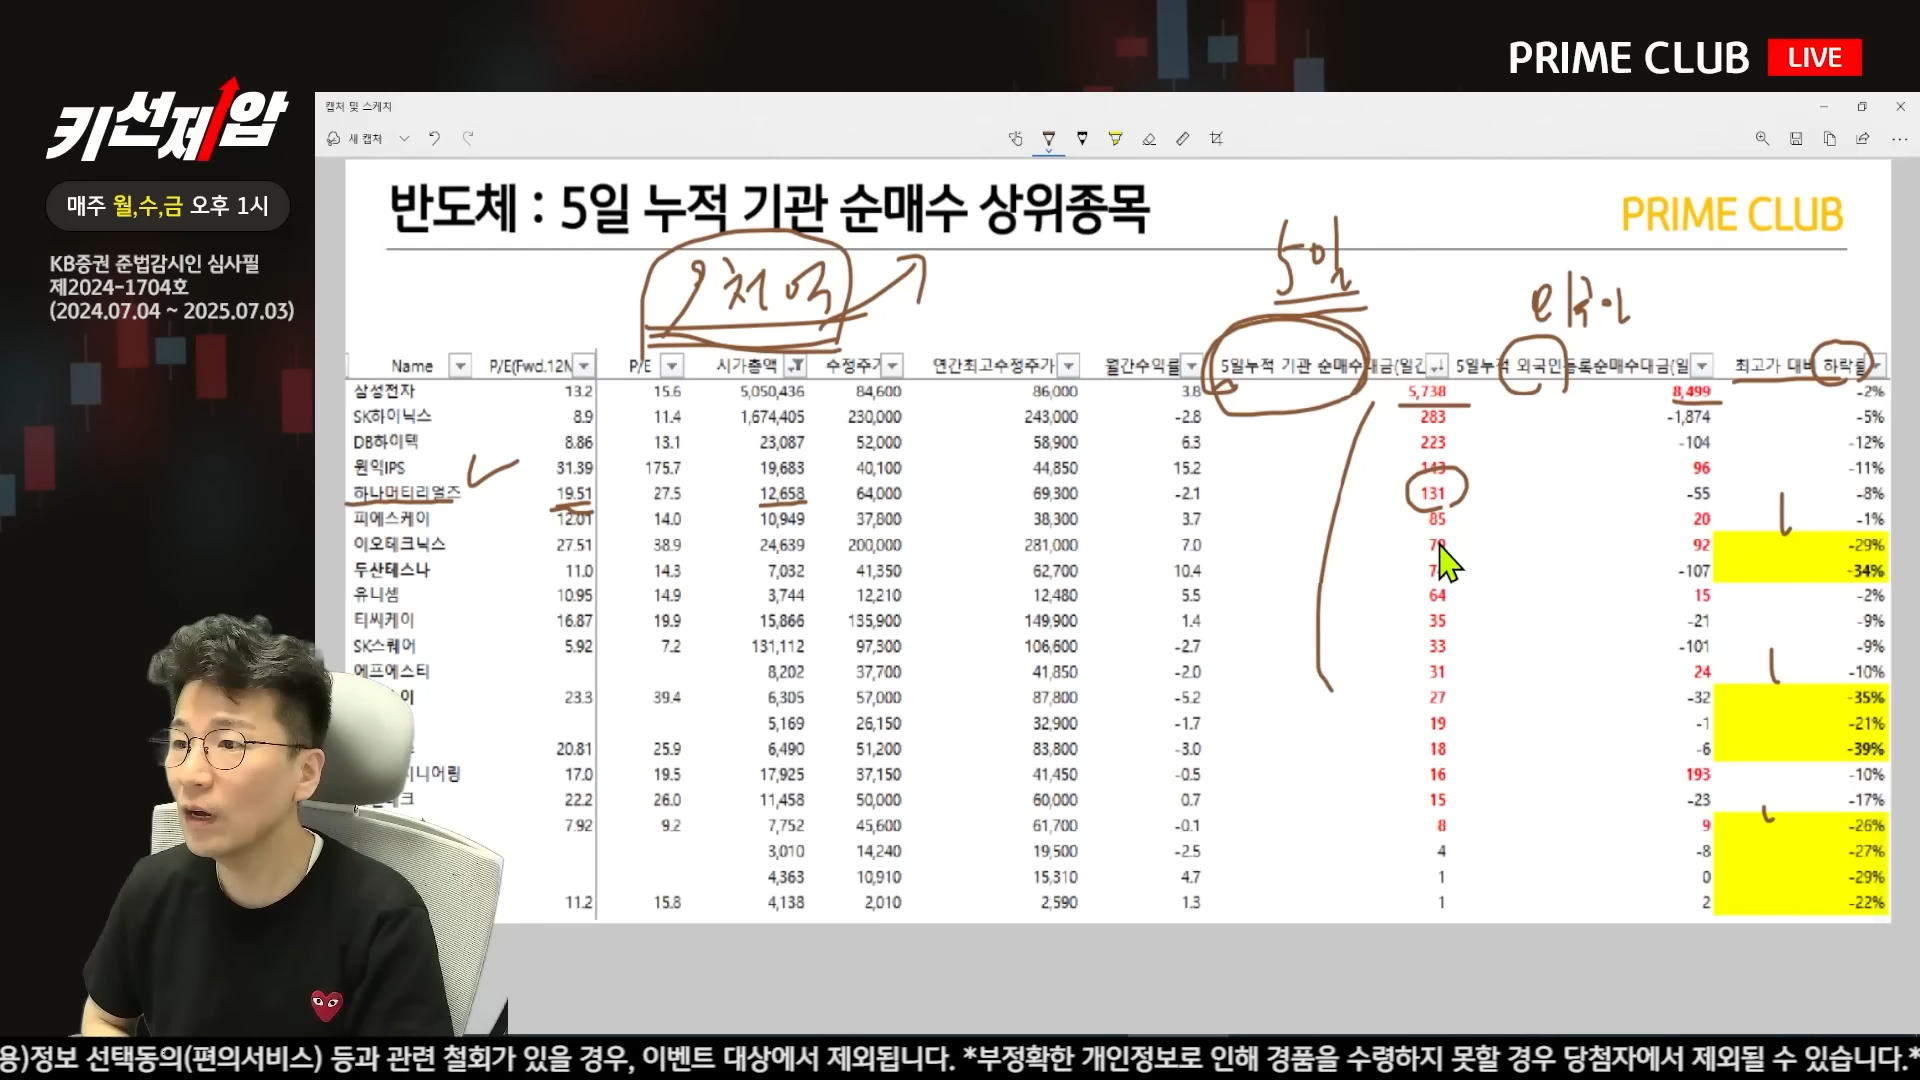 PRIME CLUB LIVE
키선제압
매주 월,수,금 오후 1시
KB증권 준법감시인 심사필
제2024-1704호
(2024.07.04 ~ 2025.07.03)
캡처 및 스케치
새 캡처
반도체 : 5일 누적 기관 순매수 상위종목
PRIME CLUB
5일
Name P/E(Fwd.12M P/E 시가총액 수정주가 연간최고수정주가 월간수익률 5일누적 기관 순매수대금(일간 5일누적 외국인등록순매수대금(일 최고가 대비 하락률
삼성전자 13.2 15.6 5,050,436 84,600 86,000 3.8 5,738 8,499 -2%
SK하이닉스 8.9 11.4 1,674,405 230,000 243,000 -2.8 283 -1,874 -5%
DB하이텍 8.86 13.1 23,087 52,000 58,900 6.3 223 -104 -12%
원익IPS 31.39 175.7 19,683 40,100 44,850 15.2 143 96 -11%
하나머티리얼즈 19.51 27.5 12,658 64,000 69,300 -2.1 131 -55 -8%
피에스케이 12.01 14.0 10,949 37,800 38,300 3.7 85 20 -1%
이오테크닉스 27.51 38.9 24,639 200,000 281,000 7.0 92 -29%
두산테스나 11.0 14.3 7,032 41,350 62,700 10.4 -107 -34%
유니셈 10.95 14.9 3,744 12,210 12,480 5.5 64 15 -2%
티씨케이 16.87 19.9 15,866 135,900 149,900 1.4 35 -21 -9%
SK스퀘어 5.92 7.2 131,112 97,300 106,600 -2.7 33 -101 -9%
에프에스티 8,202 37,700 41,850 -2.0 31 24 -10%
이 23.3 39.4 6,305 57,000 87,800 -5.2 27 -32 -35%
5,169 26,150 32,900 -1.7 19 -1 -21%
20.81 25.9 6,490 51,200 83,800 -3.0 18 -6 -39%
지니어링 17.0 19.5 17,925 37,150 41,450 -0.5 16 193 -10%
크 22.2 26.0 11,458 50,000 60,000 0.7 15 -23 -17%
7.92 9.2 7,752 45,600 61,700 -0.1 8 9 -26%
3,010 14,240 19,500 -2.5 4 -8 -27%
4,363 10,910 15,310 4.7 1 0 -29%
11.2 15.8 4,138 2,010 2,590 1.3 1 2 -22%
용)정보 선택동의(편의서비스) 등과 관련 철회가 있을 경우, 이벤트 대상에서 제외됩니다. *부정확한 개인정보로 인해 경품을 수령하지 못할 경우 당첨자에서 제외될 수 있습니다.*